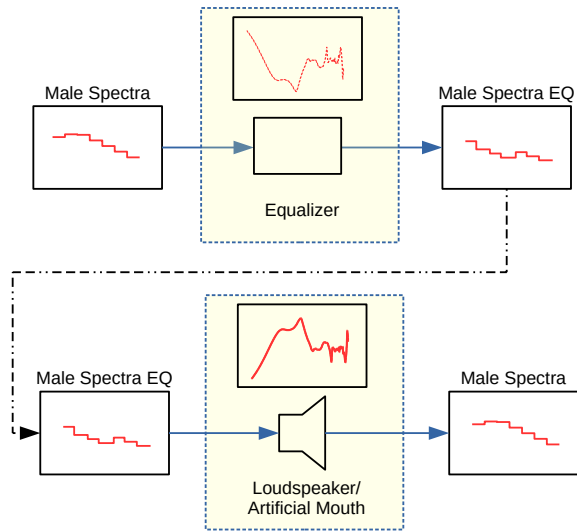 Male Spectra
Equalizer
Male Spectra EQ
Male Spectra EQ
Loudspeaker/
Artificial Mouth
Male Spectra